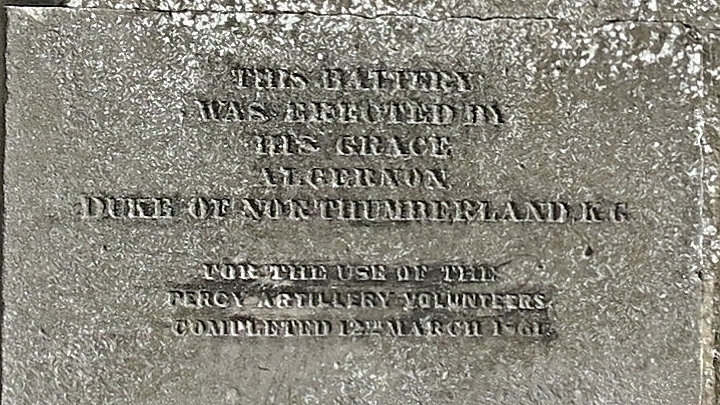 THIS BATTERY
WAS ERECTED BY
HIS GRACE
ALGERNON
DUKE OF NORTHUMBERLAND, K.G
FOR THE USE OF THE
PERCY ARTILLERY VOLUNTEERS.
COMPLETED 12TH MARCH 1861.